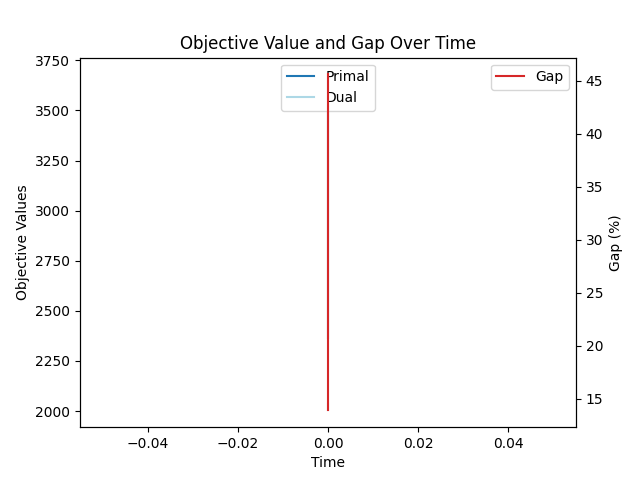 Objective Value and Gap Over Time
3750
3500
3250
3000
2750
2500
2250
2000
Objective Values
Primal
Dual
Gap
45
40
35
30
25
20
15
Gap (%)
−0.04
−0.02
0.00
0.02
0.04
Time